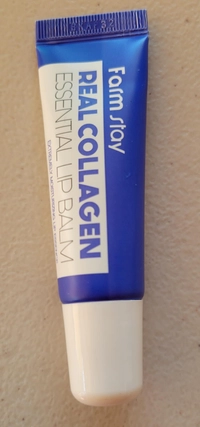 Farm stay
REAL COLLAGEN
ESSENTIAL LIP BALM